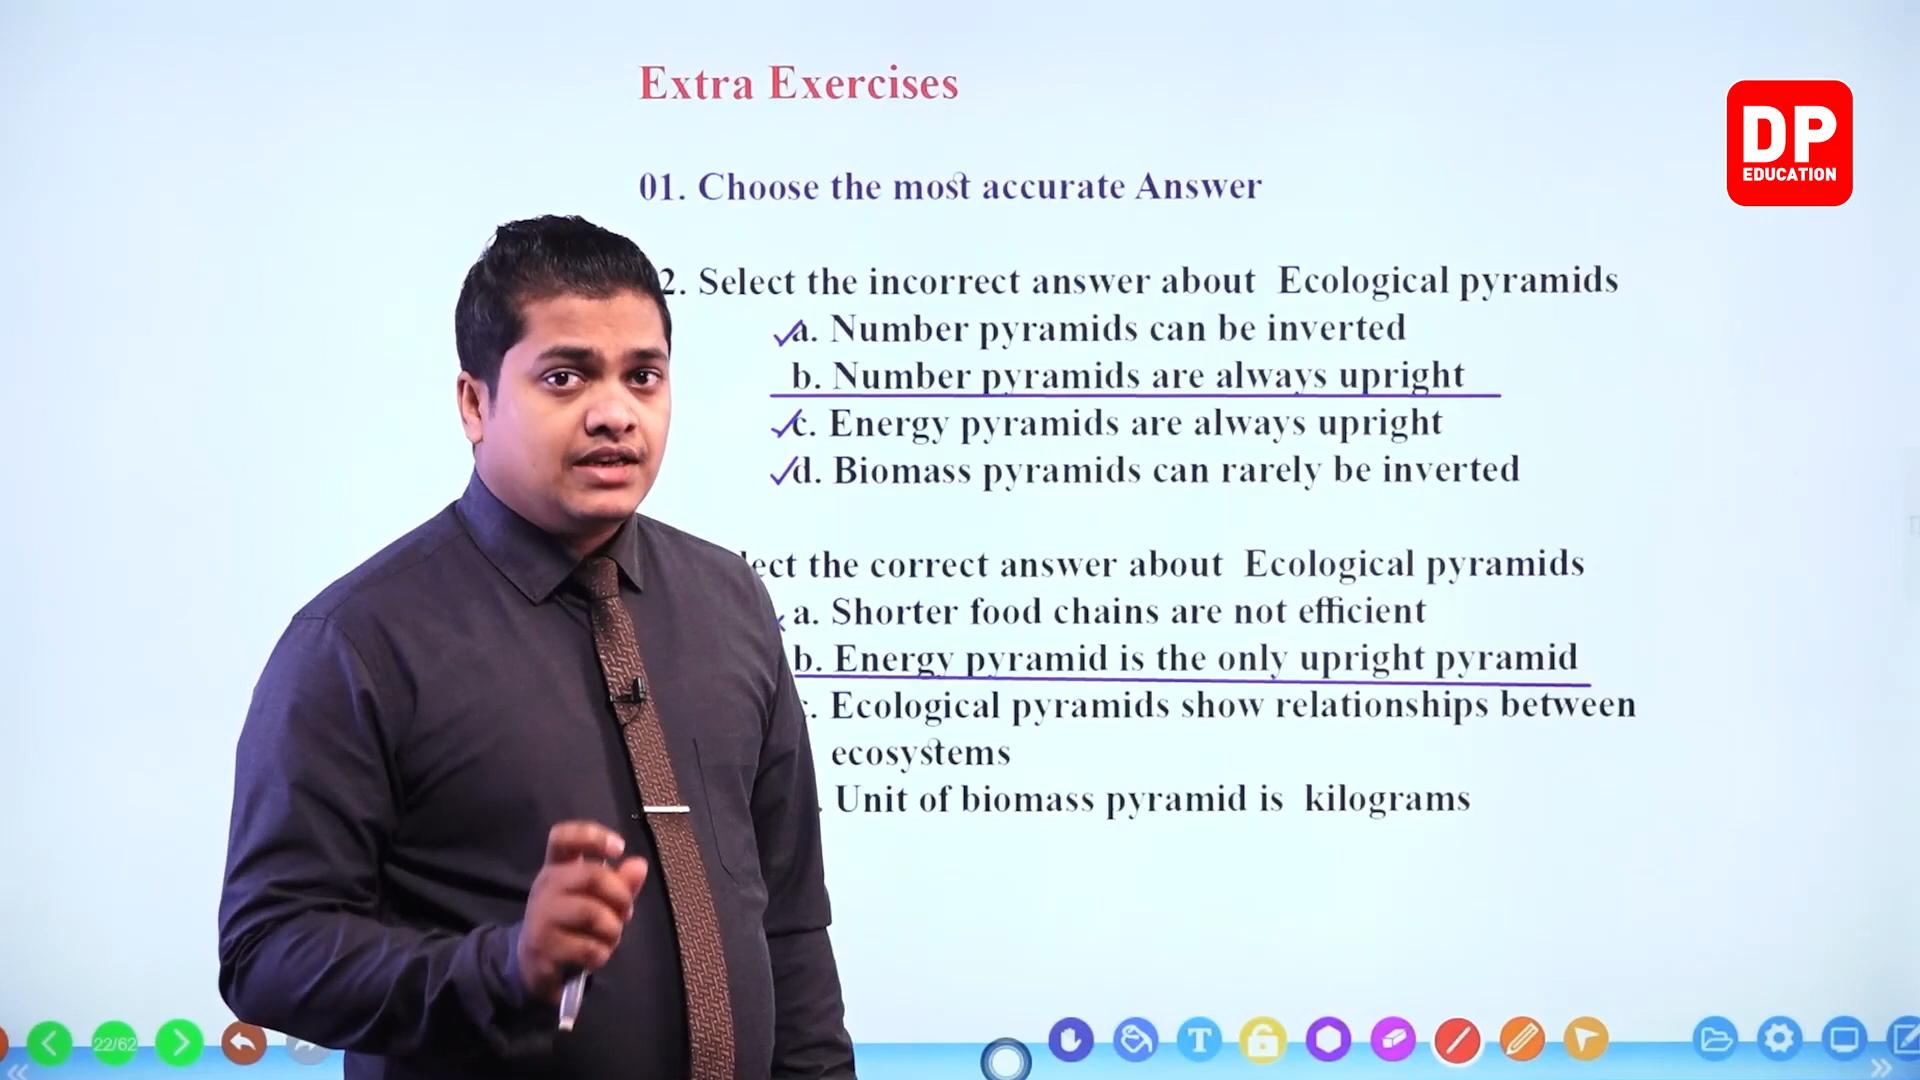 Extra Exercises
DP
EDUCATION
01. Choose the most accurate Answer
2. Select the incorrect answer about Ecological pyramids
a. Number pyramids can be inverted
b. Number pyramids are always upright
c. Energy pyramids are always upright
d. Biomass pyramids can rarely be inverted
the correct answer about Ecological pyramids
a. Shorter food chains are not efficient
b. Energy pyramid is the only upright pyramid
Ecological pyramids show relationships between
ecosystems
Unit of biomass pyramid is kilograms
22/62
T